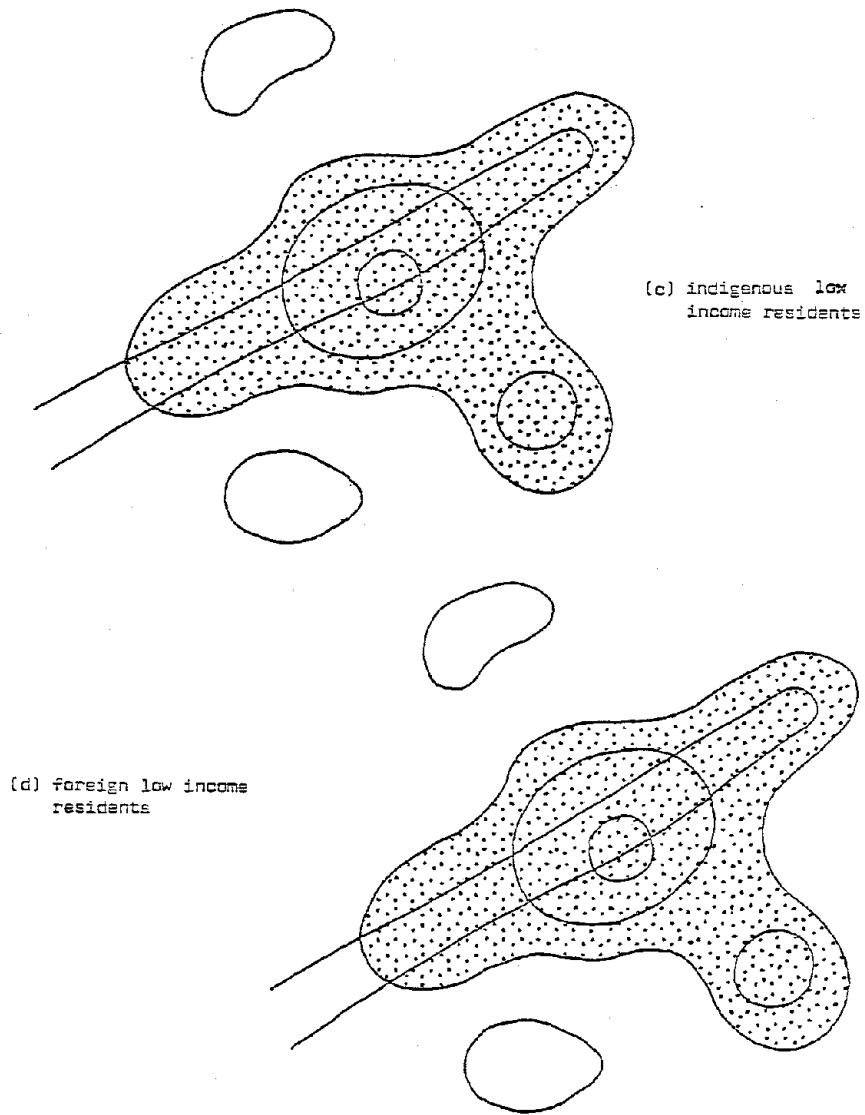 (c) indigenous low
income residents
(d) foreign low income
residents